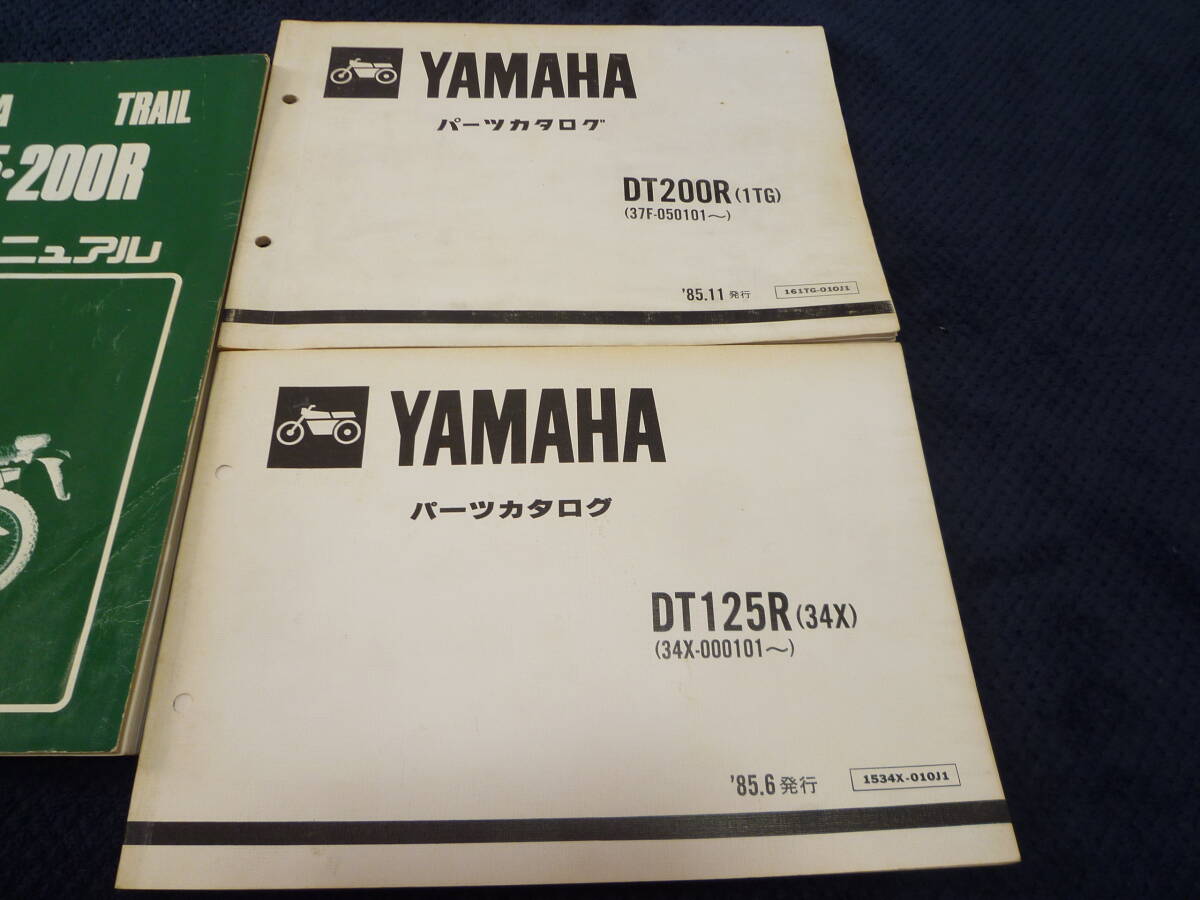 A TRAIL
5·200R
ニュアル
YAMAHA
パーツカタログ
DT200R (1TG)
(37F-050101〜)
'85.11 発行 161TG-010J1
YAMAHA
パーツカタログ
DT125R (34X)
(34X-000101〜)
'85.6 発行 1534X-010J1